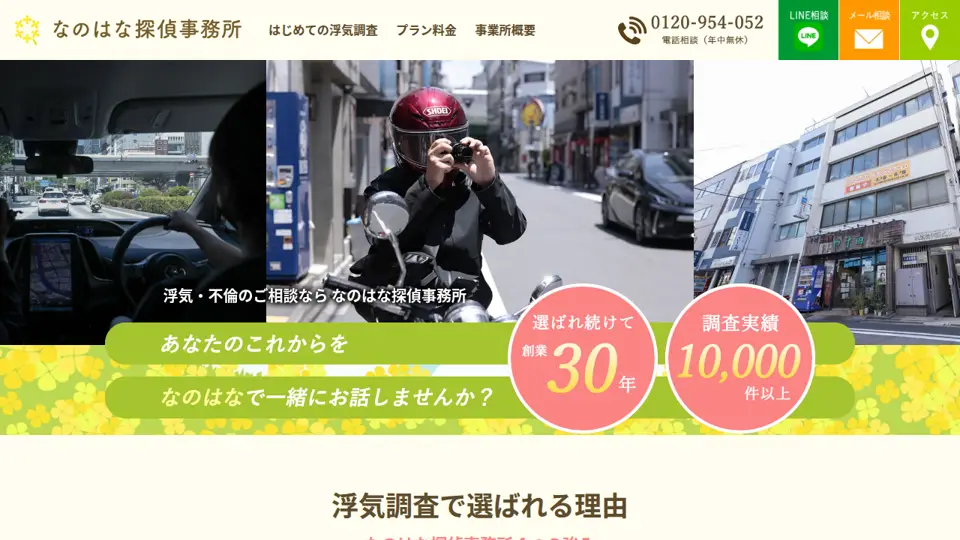 なのはな探偵事務所
はじめての浮気調査
プラン料金
事業所概要
0120-954-052
電話相談（年中無休）
LINE相談
LINE
メール相談
アクセス
SHOEI
浮気・不倫のご相談なら なのはな探偵事務所
あなたのこれからを
なのはなで一緒にお話しませんか？
選ばれ続けて
創業
30年
調査実績
10,000
件以上
浮気調査で選ばれる理由